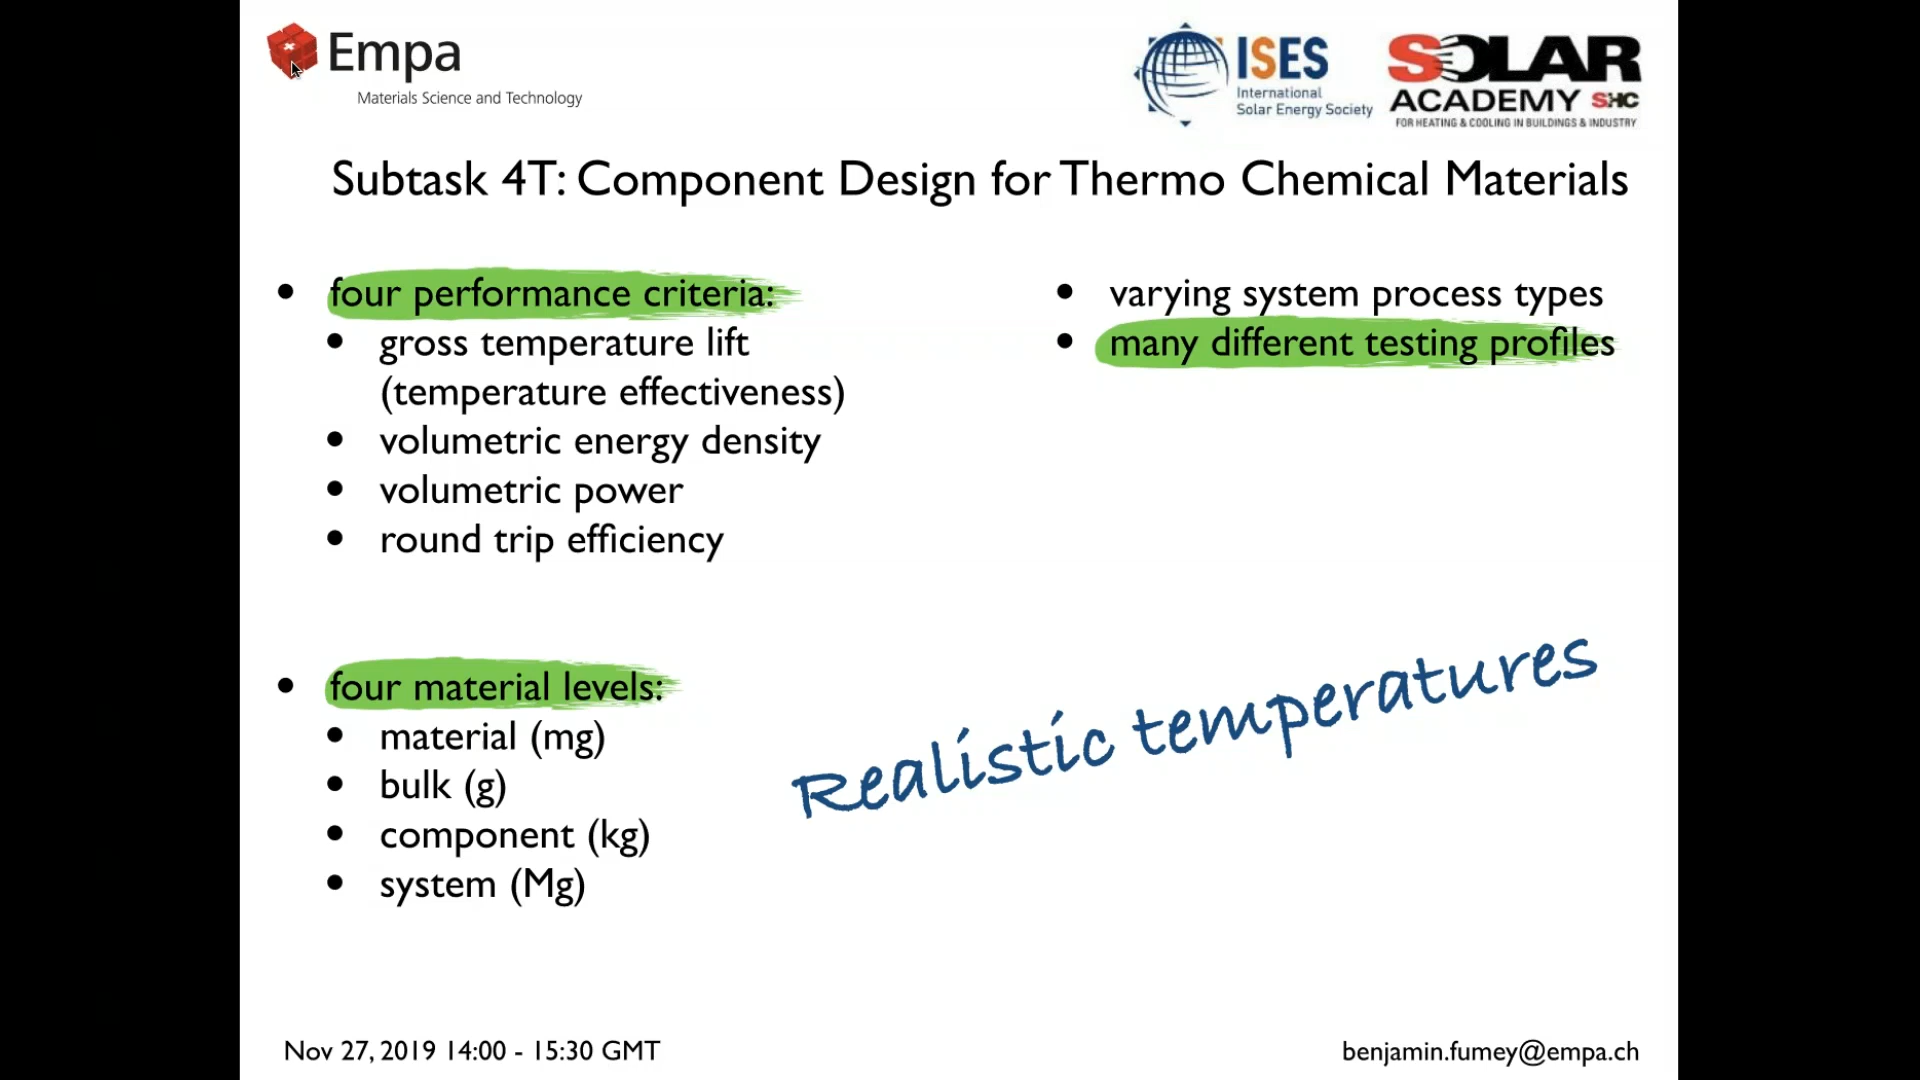 Empa
Materials Science and Technology
ISES
International
Solar Energy Society
SOLAR
ACADEMY SHC
FOR HEATING & COOLING IN BUILDINGS & INDUSTRY
Subtask 4T: Component Design for Thermo Chemical Materials
• four performance criteria:
• gross temperature lift
(temperature effectiveness)
• volumetric energy density
• volumetric power
• round trip efficiency
• four material levels:
• material (mg)
• bulk (g)
• component (kg)
• system (Mg)
• varying system process types
• many different testing profiles
Realistic temperatures
Nov 27, 2019 14:00 - 15:30 GMT
benjamin.fumey@empa.ch